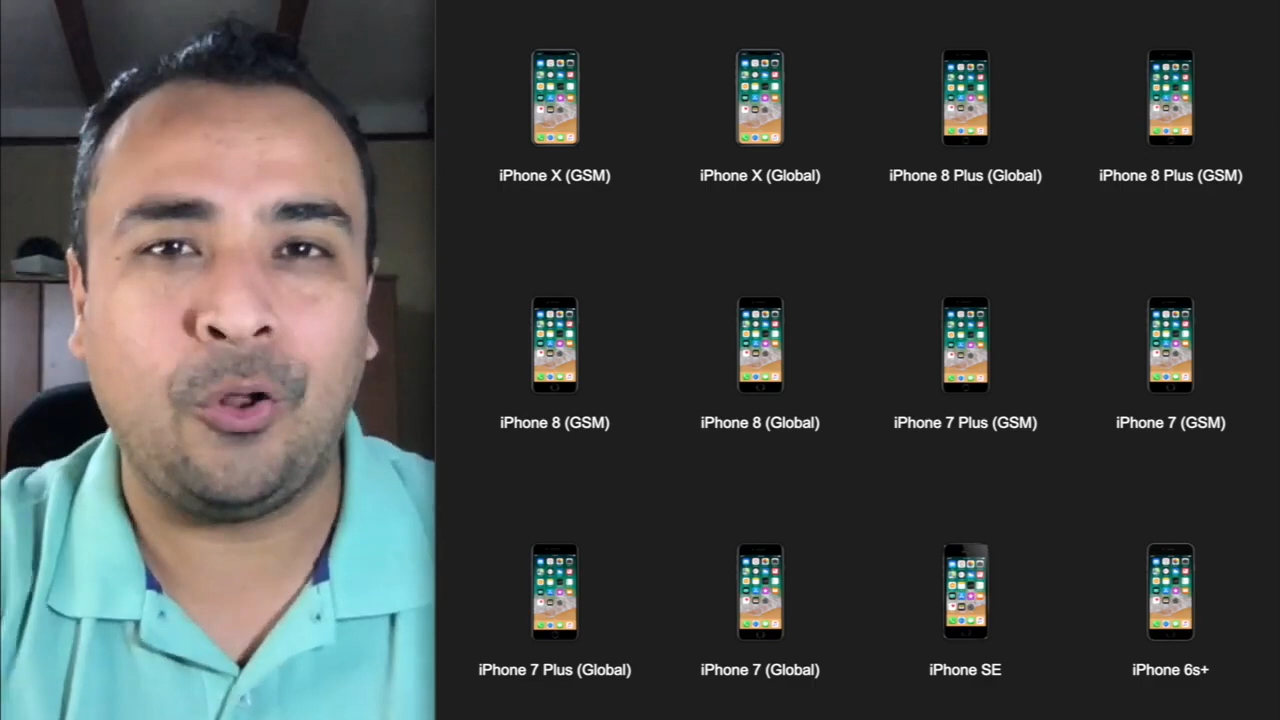 iPhone X (GSM)
iPhone X (Global)
iPhone 8 Plus (Global)
iPhone 8 Plus (GSM)
iPhone 8 (GSM)
iPhone 8 (Global)
iPhone 7 Plus (GSM)
iPhone 7 (GSM)
iPhone 7 Plus (Global)
iPhone 7 (Global)
iPhone SE
iPhone 6s+